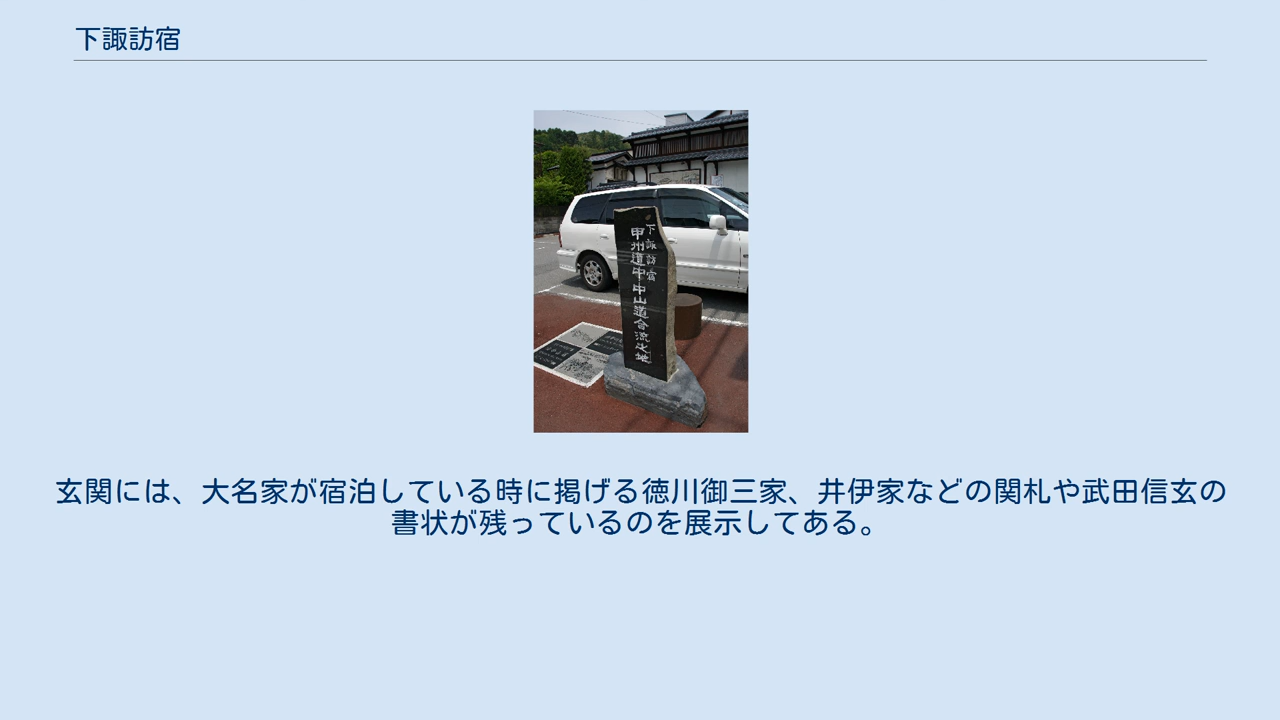 下諏訪宿
下諏訪宿
甲州道中中山道合流之地
玄関には、大名家が宿泊している時に掲げる徳川御三家、井伊家などの関札や武田信玄の
書状が残っているのを展示してある。